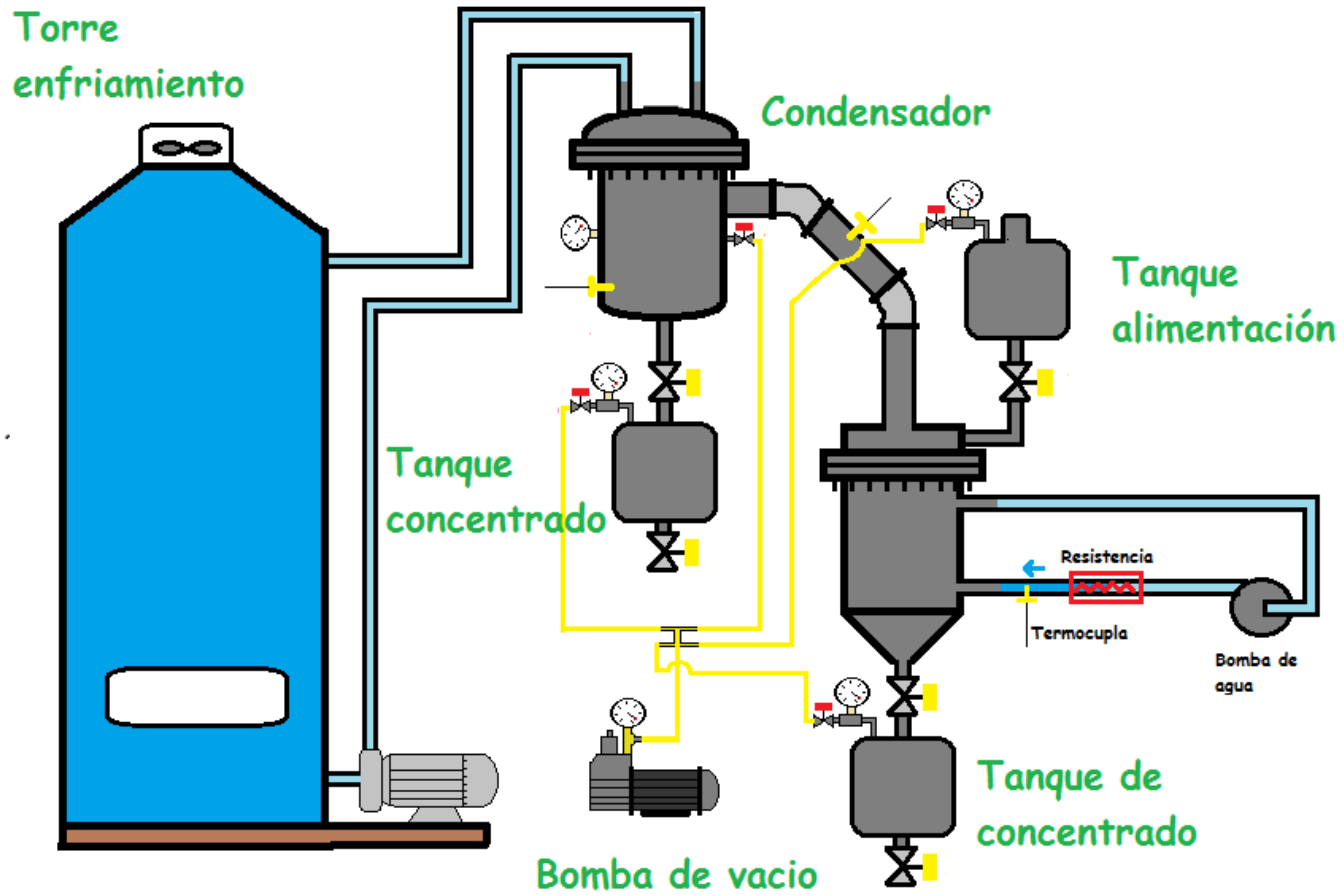 Torre
enfriamiento
Condensador
Tanque
alimentación
Tanque
concentrado
Resistencia
Termocupla
Bomba de
agua
Tanque de
concentrado
Bomba de vacio